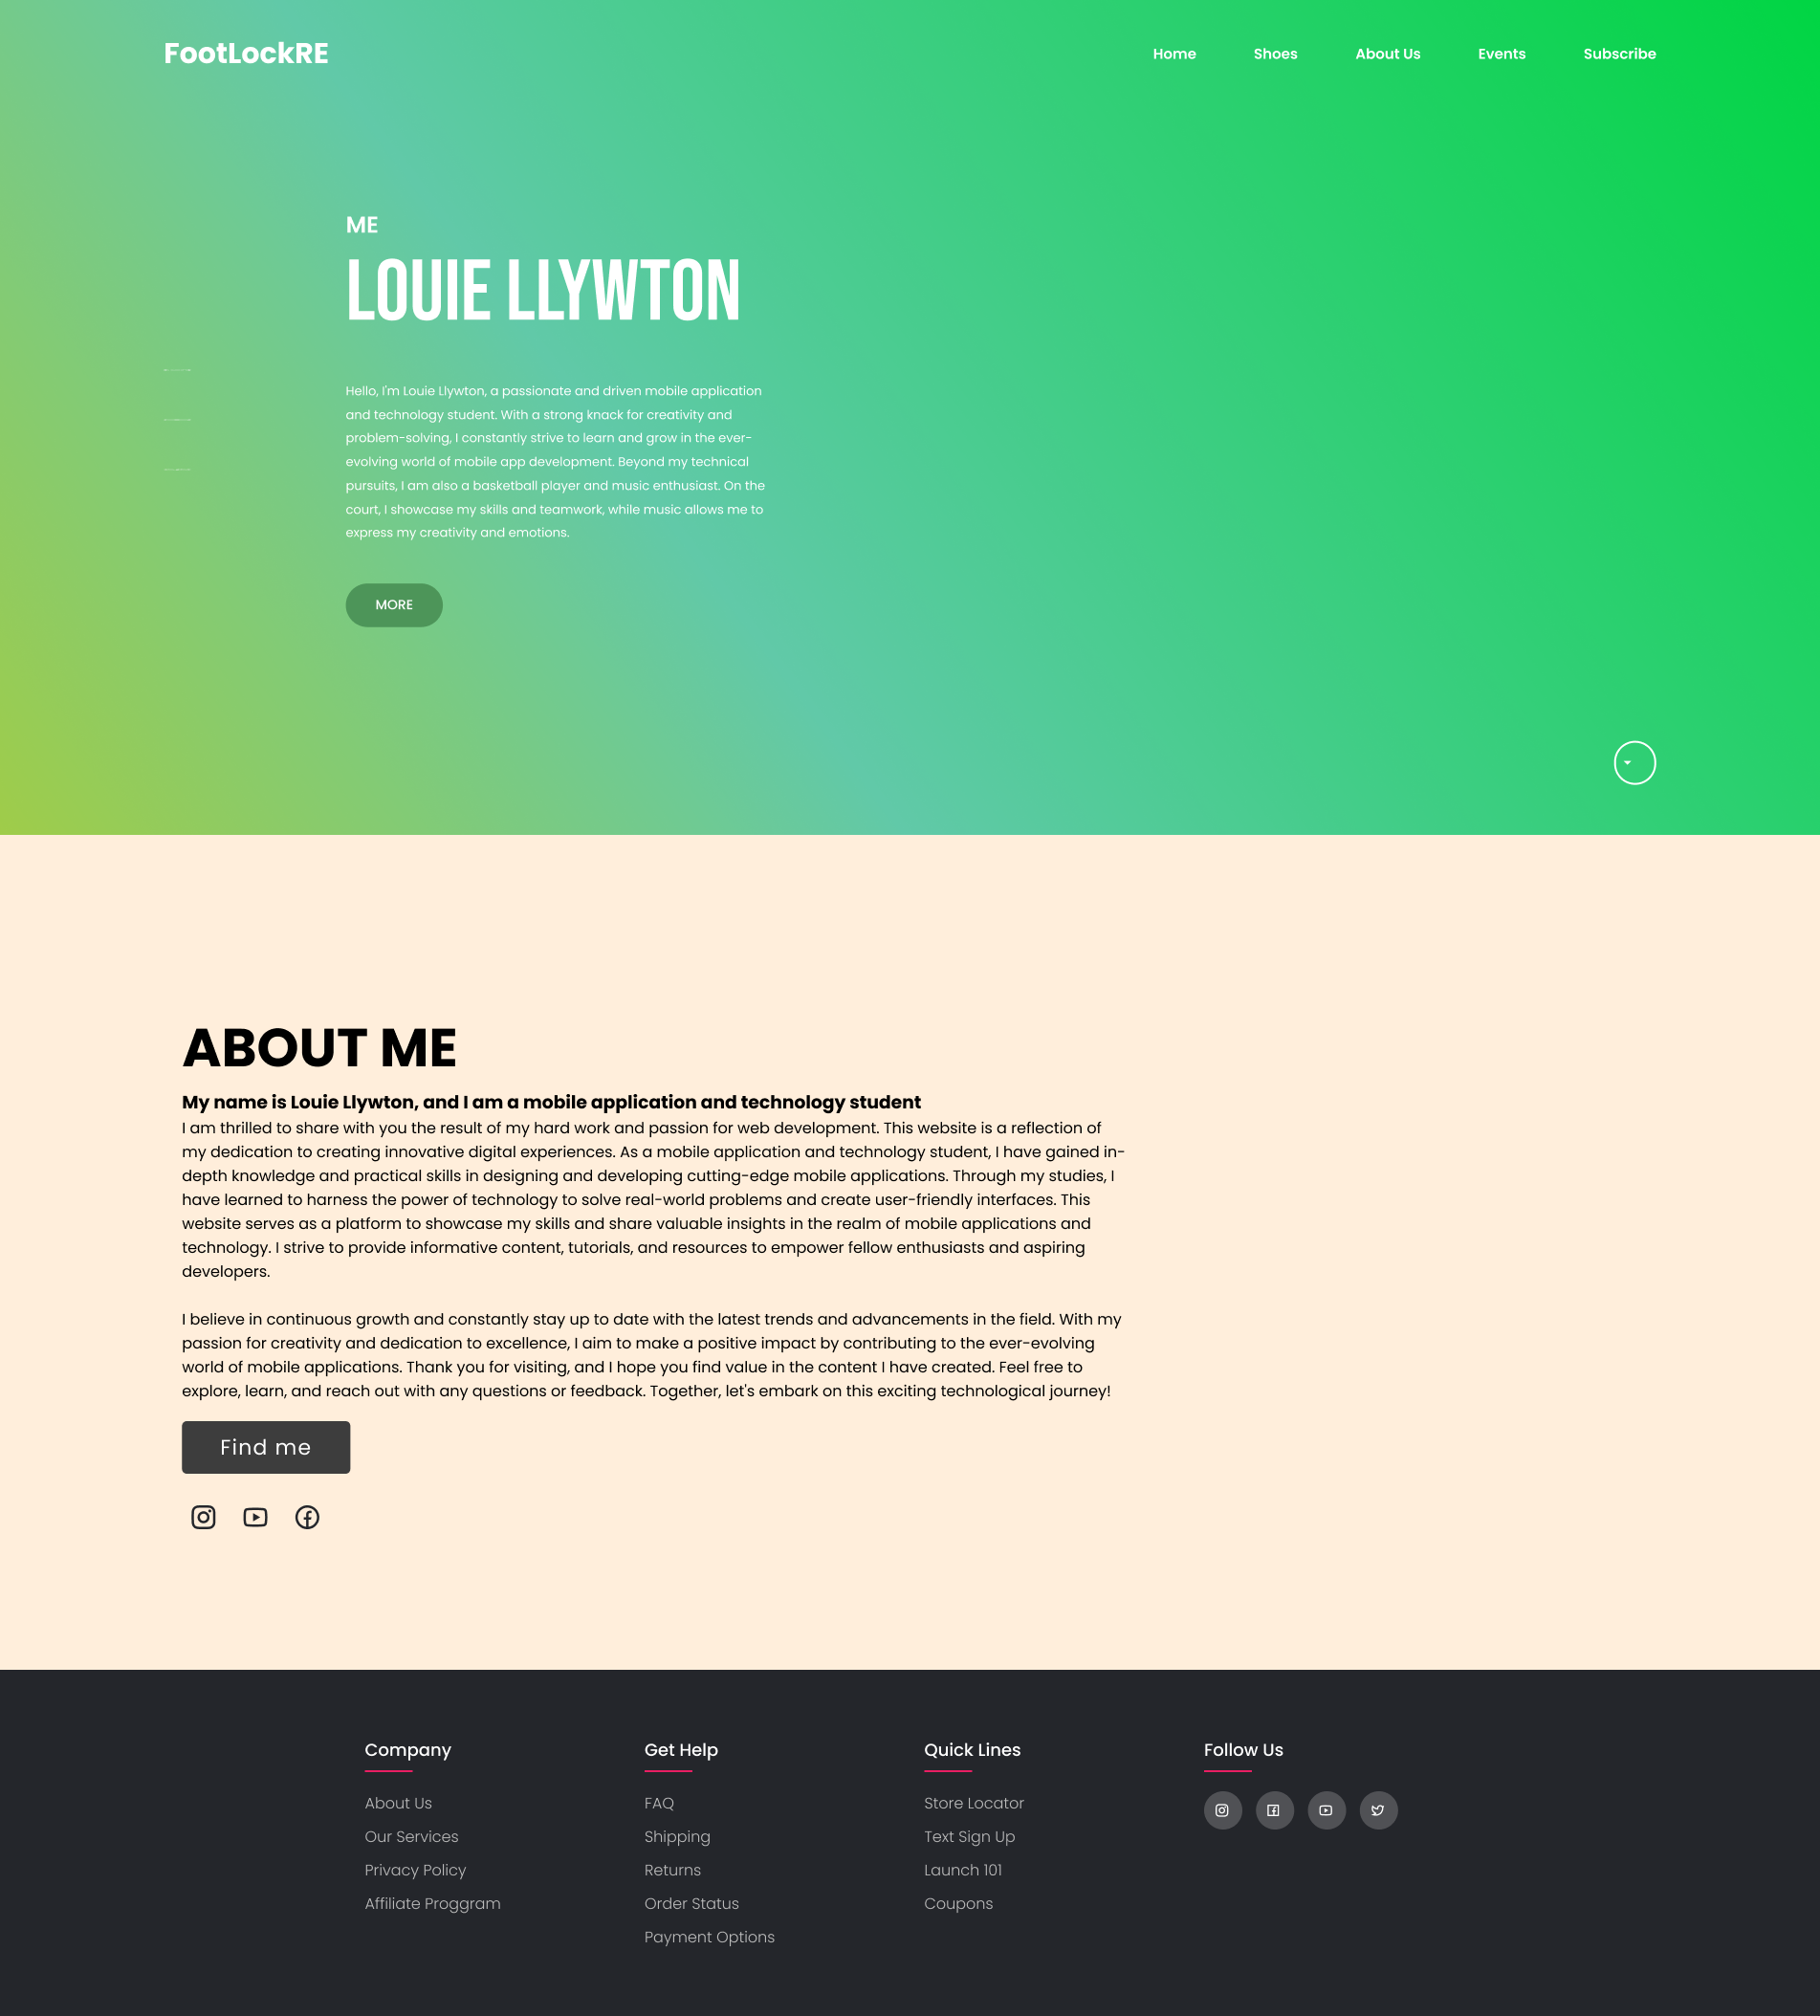 FootLockRE
Home Shoes About Us Events Subscribe
ME
LOUIE LLYWTON
Hello, I'm Louie Llywton, a passionate and driven mobile application
and technology student. With a strong knack for creativity and
problem-solving, I constantly strive to learn and grow in the ever-
evolving world of mobile app development. Beyond my technical
pursuits, I am also a basketball player and music enthusiast. On the
court, I showcase my skills and teamwork, while music allows me to
express my creativity and emotions.
MORE
ABOUT ME
My name is Louie Llywton, and I am a mobile application and technology student
I am thrilled to share with you the result of my hard work and passion for web development. This website is a reflection of
my dedication to creating innovative digital experiences. As a mobile application and technology student, I have gained in-
depth knowledge and practical skills in designing and developing cutting-edge mobile applications. Through my studies, I
have learned to harness the power of technology to solve real-world problems and create user-friendly interfaces. This
website serves as a platform to showcase my skills and share valuable insights in the realm of mobile applications and
technology. I strive to provide informative content, tutorials, and resources to empower fellow enthusiasts and aspiring
developers.
I believe in continuous growth and constantly stay up to date with the latest trends and advancements in the field. With my
passion for creativity and dedication to excellence, I aim to make a positive impact by contributing to the ever-evolving
world of mobile applications. Thank you for visiting, and I hope you find value in the content I have created. Feel free to
explore, learn, and reach out with any questions or feedback. Together, let's embark on this exciting technological journey!
Find me
Company
About Us
Our Services
Privacy Policy
Affiliate Proggram
Get Help
FAQ
Shipping
Returns
Order Status
Payment Options
Quick Lines
Store Locator
Text Sign Up
Launch 101
Coupons
Follow Us